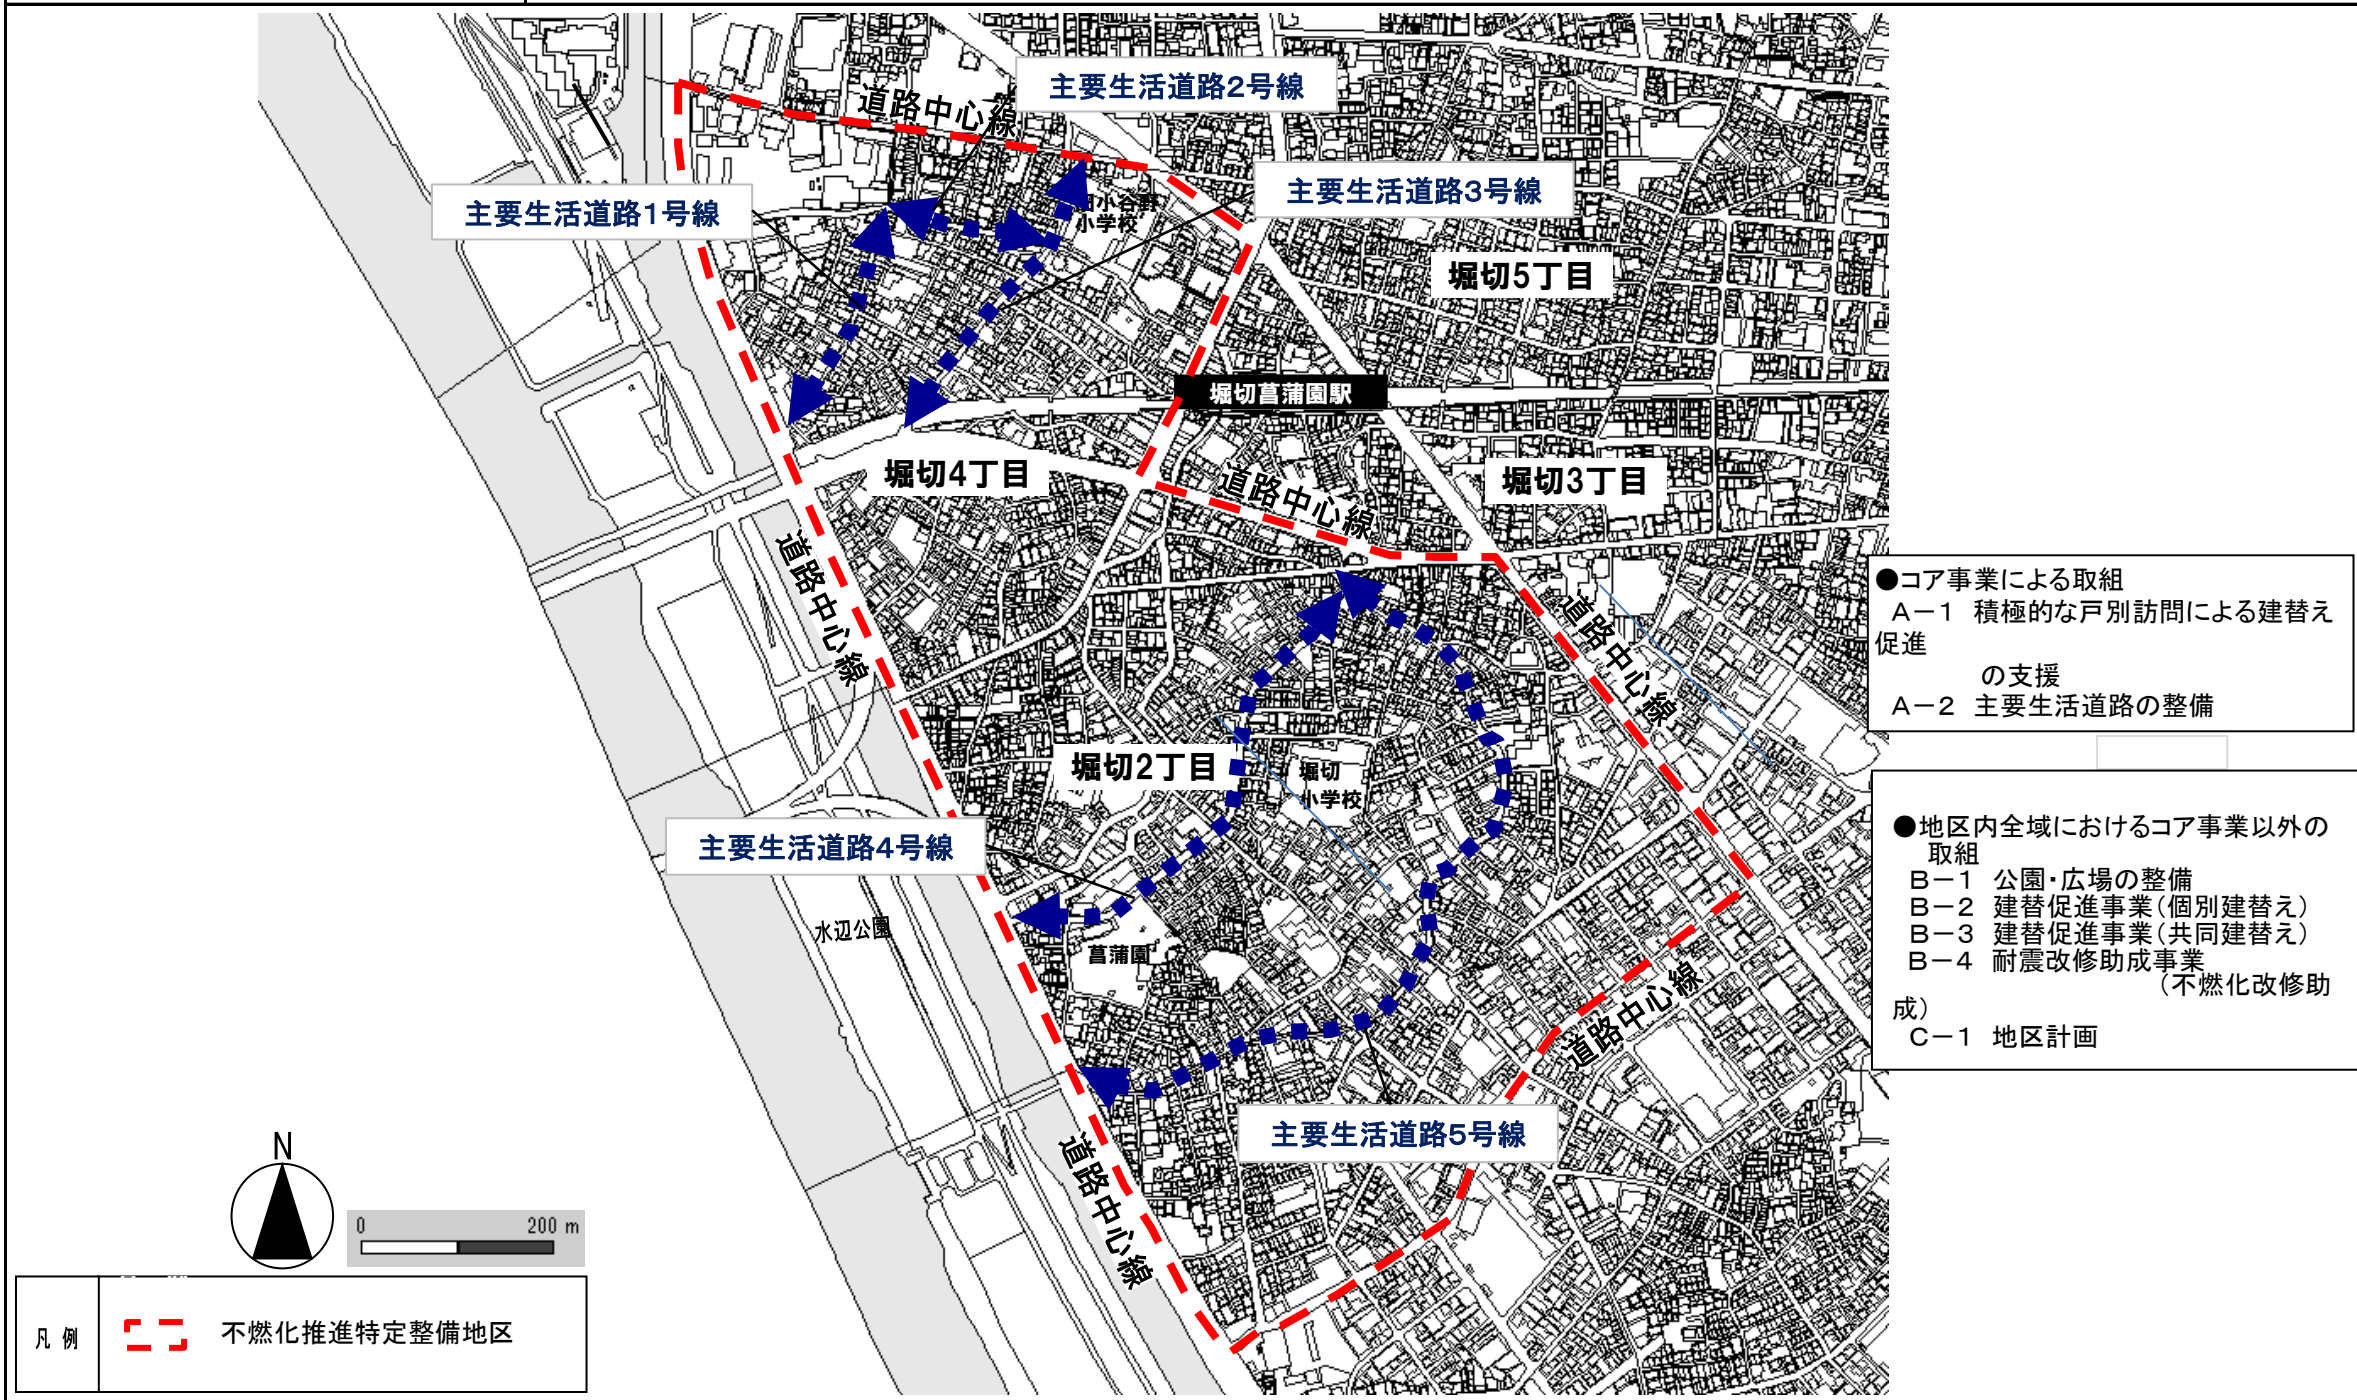 主要生活道路2号線
道路中心線
主要生活道路3号線
主要生活道路1号線
小谷野
小学校
堀切5丁目
堀切菖蒲園駅
堀切4丁目
道路中心線
堀切3丁目
道路中心線
道路中心線
●コア事業による取組
A－1 積極的な戸別訪問による建替え
促進
の支援
A－2 主要生活道路の整備
堀切2丁目
堀切
小学校
主要生活道路4号線
●地区内全域におけるコア事業以外の
取組
B－1 公園・広場の整備
B－2 建替促進事業（個別建替え）
B－3 建替促進事業（共同建替え）
B－4 耐震改修助成事業
（不燃化改修助
成）
C－1 地区計画
水辺公園
菖蒲園
道路中心線
主要生活道路5号線
道路中心線
N
0 200 m
凡 例
不燃化推進特定整備地区